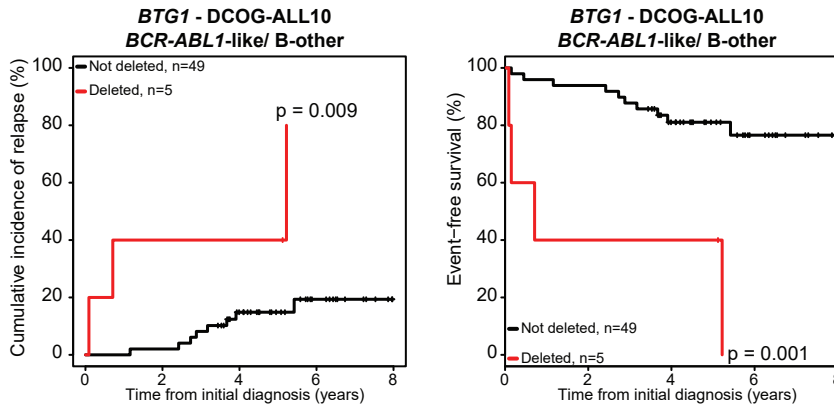 BTG1 - DCOG-ALL10
BCR-ABL1-like/ B-other
Cumulative incidence of relapse (%)
100
80
60
40
20
0
Not deleted, n=49
Deleted, n=5
p = 0.009
0 2 4 6 8
Time from initial diagnosis (years)
BTG1 - DCOG-ALL10
BCR-ABL1-like/ B-other
Event−free survival (%)
100
80
60
40
20
0
Not deleted, n=49
Deleted, n=5
p = 0.001
0 2 4 6 8
Time from initial diagnosis (years)